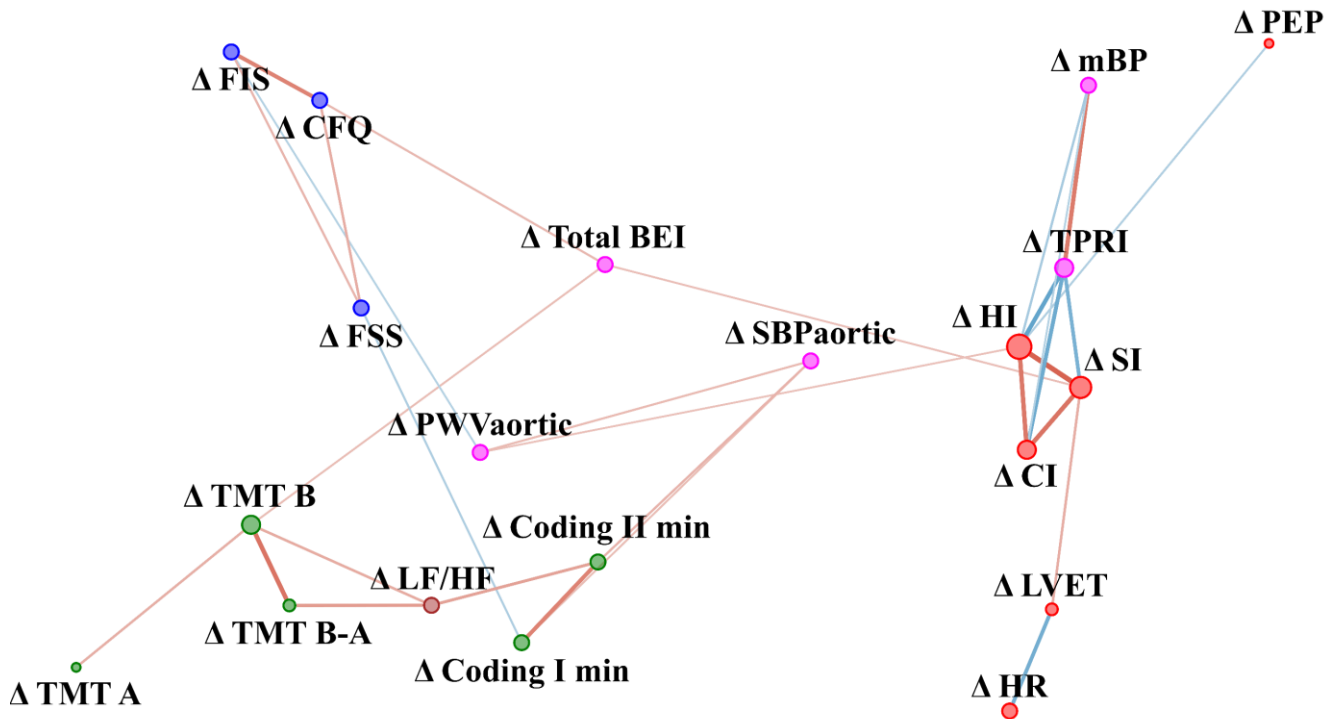 Δ PEP
Δ mBP
Δ FIS
Δ CFQ
Δ Total BEI
Δ TPRI
Δ HI
Δ FSS
Δ SBPaortic
Δ SI
Δ PWVaortic
Δ CI
Δ TMT B
Δ Coding II min
Δ LF/HF
Δ LVET
Δ TMT B-A
Δ Coding I min
Δ TMT A
Δ HR